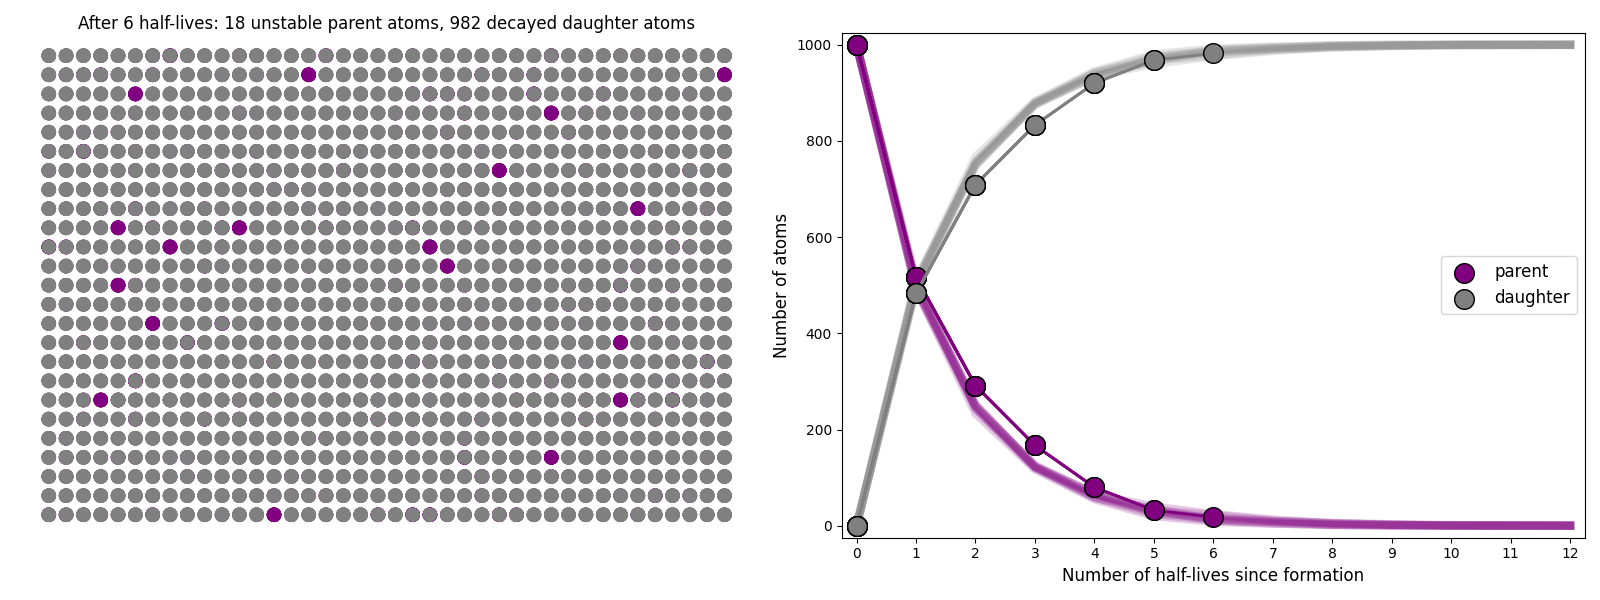 After 6 half-lives: 18 unstable parent atoms, 982 decayed daughter atoms
1000
800
600
400
200
0
Number of atoms
parent
daughter
0 1 2 3 4 5 6 7 8 9 10 11 12
Number of half-lives since formation